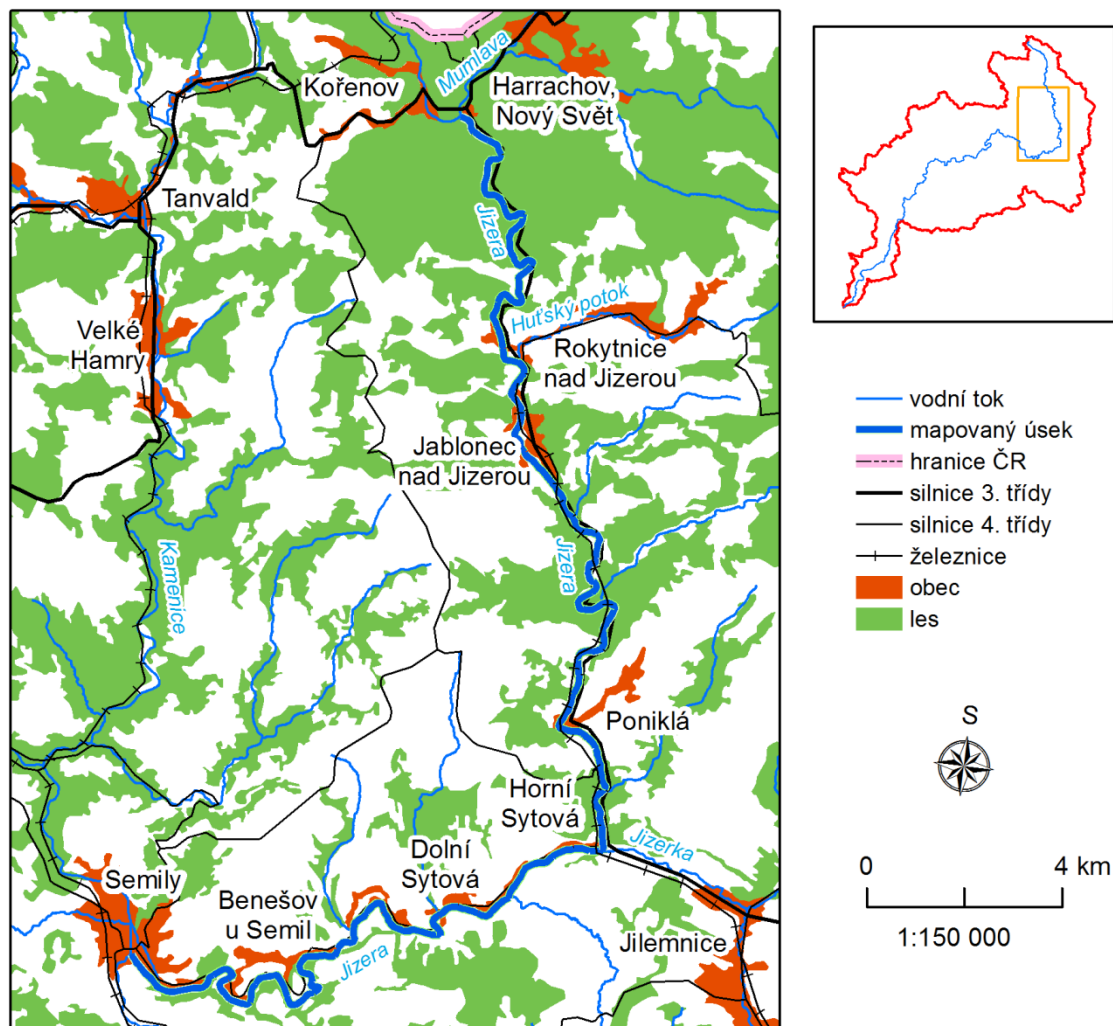 Kořenov
Mumlava
Harrachov,
Nový Svět
Tanvald
Jizera
Huťský potok
Velké
Hamry
Rokytnice
nad Jizerou
Jablonec
nad Jizerou
Jizera
Kamenice
Poniklá
Horní
Sytová
Jizerka
Dolní
Sytová
Semily
Benešov
u Semil
Jilemnice
Jizera
vodní tok
mapovaný úsek
hranice ČR
silnice 3. třídy
silnice 4. třídy
železnice
obec
les
S
0 4 km
1:150 000